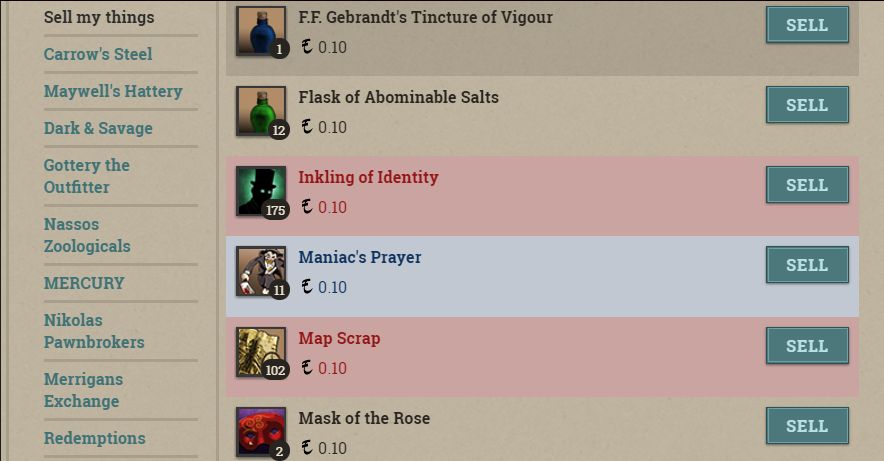 Sell my things
Carrow's Steel
Maywell's Hattery
Dark & Savage
Gottery the
Outfitter
Nassos
Zoologicals
MERCURY
Nikolas
Pawnbrokers
Merrigans
Exchange
Redemptions
F.F. Gebrandt's Tincture of Vigour
1
0.10
SELL
Flask of Abominable Salts
12
0.10
SELL
Inkling of Identity
175
0.10
SELL
Maniac's Prayer
11
0.10
SELL
Map Scrap
102
0.10
SELL
Mask of the Rose
2
0.10
SELL